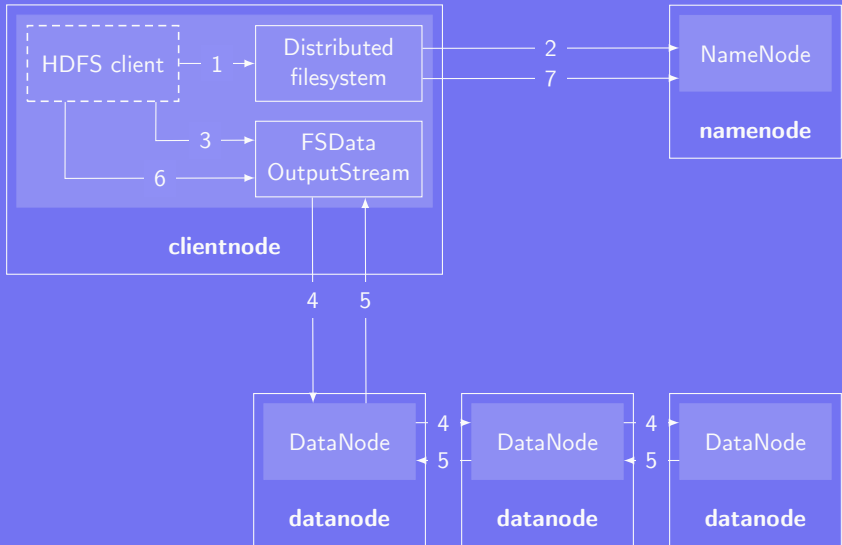 HDFS client
1
Distributed
filesystem
2
7
NameNode
namenode
3
6
FSData
OutputStream
clientnode
4
5
DataNode
4
5
DataNode
4
5
DataNode
datanode
datanode
datanode